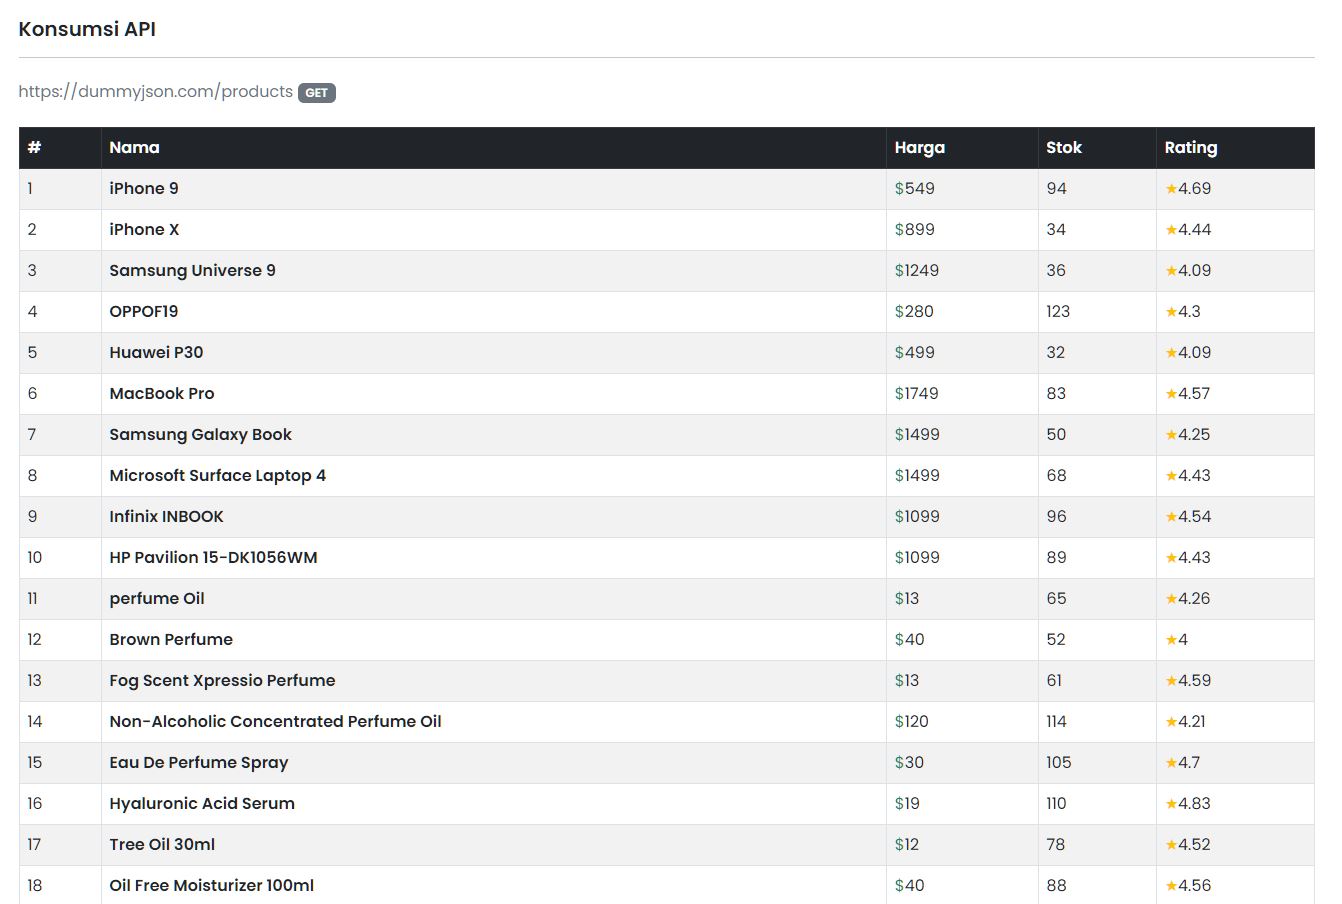 Konsumsi API
https://dummyjson.com/products GET
# Nama Harga Stok Rating
1 iPhone 9 $549 94 ★4.69
2 iPhone X $899 34 ★4.44
3 Samsung Universe 9 $1249 36 ★4.09
4 OPPOF19 $280 123 ★4.3
5 Huawei P30 $499 32 ★4.09
6 MacBook Pro $1749 83 ★4.57
7 Samsung Galaxy Book $1499 50 ★4.25
8 Microsoft Surface Laptop 4 $1499 68 ★4.43
9 Infinix INBOOK $1099 96 ★4.54
10 HP Pavilion 15-DK1056WM $1099 89 ★4.43
11 perfume Oil $13 65 ★4.26
12 Brown Perfume $40 52 ★4
13 Fog Scent Xpressio Perfume $13 61 ★4.59
14 Non-Alcoholic Concentrated Perfume Oil $120 114 ★4.21
15 Eau De Perfume Spray $30 105 ★4.7
16 Hyaluronic Acid Serum $19 110 ★4.83
17 Tree Oil 30ml $12 78 ★4.52
18 Oil Free Moisturizer 100ml $40 88 ★4.56